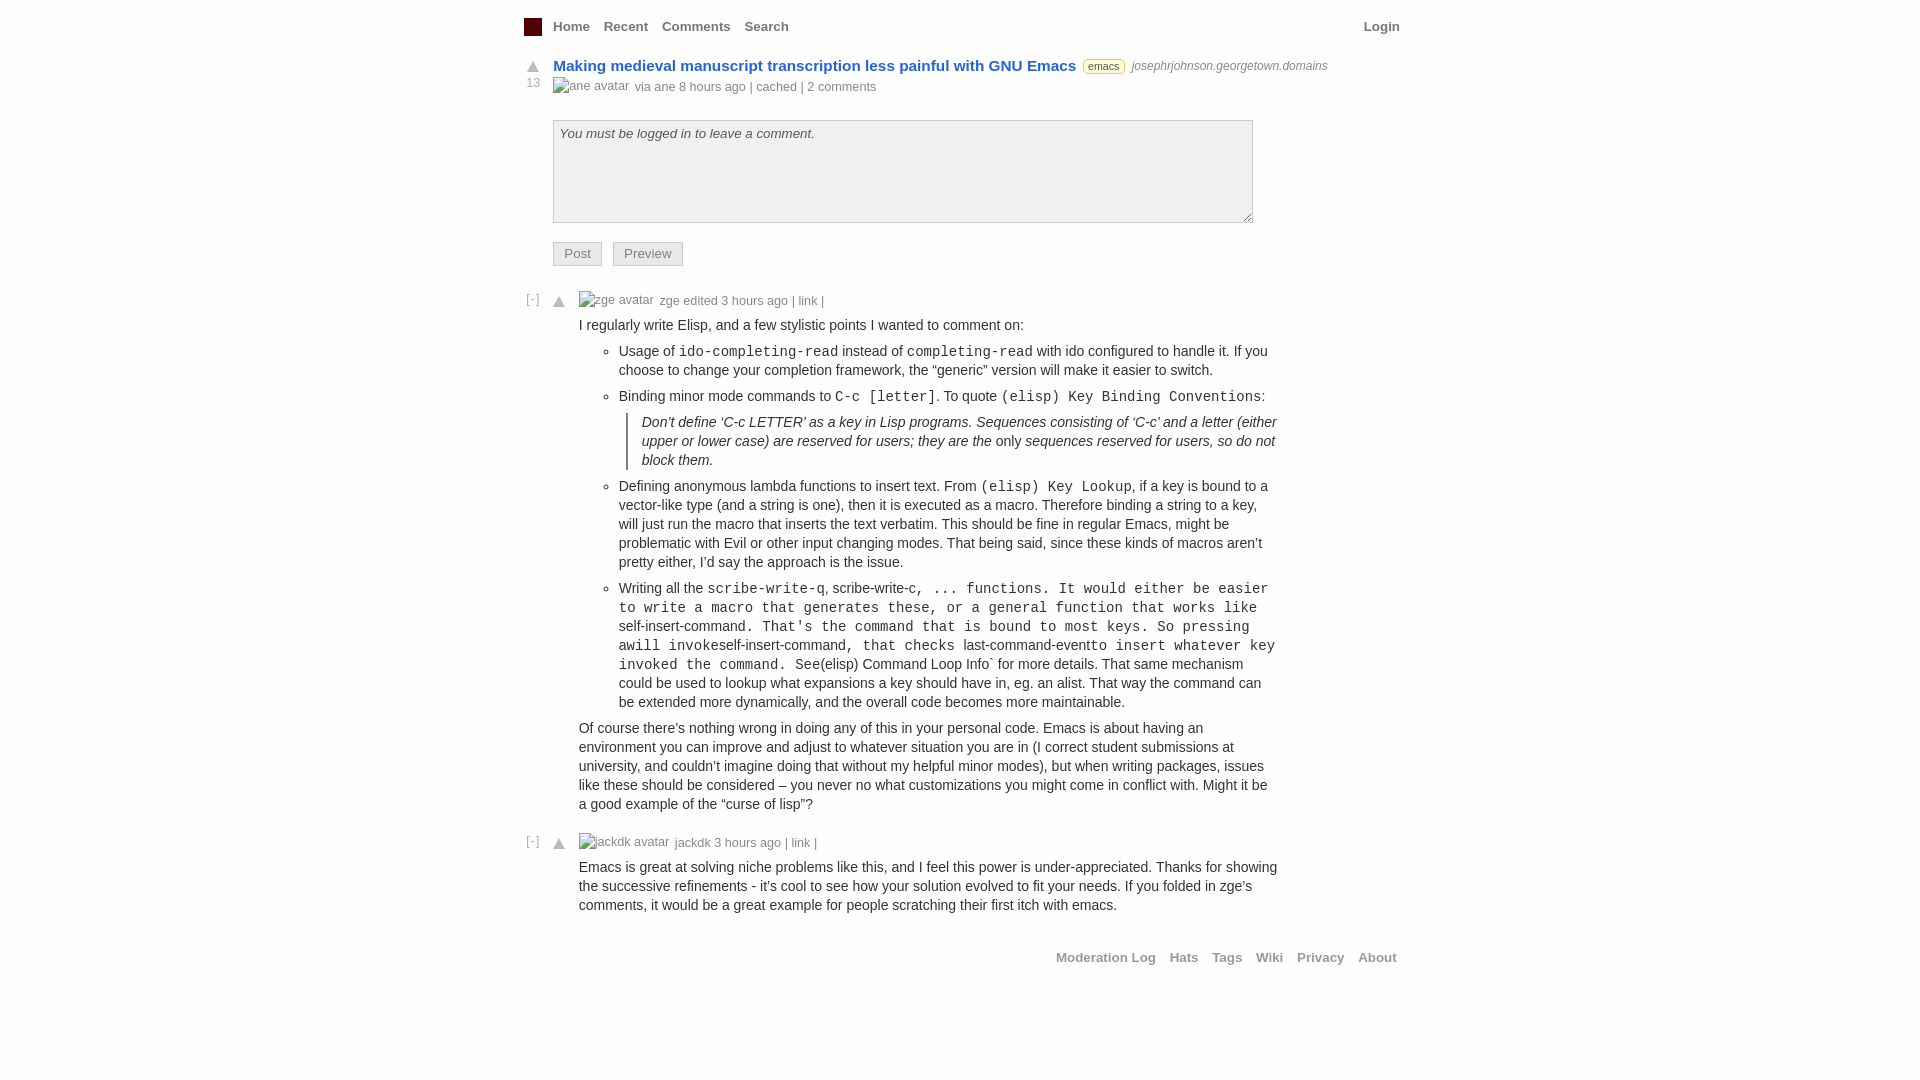 Home Recent Comments Search Login
Making medieval manuscript transcription less painful with GNU Emacs emacs josephrjohnson.georgetown.domains
13
ane avatar via ane 8 hours ago | cached | 2 comments
You must be logged in to leave a comment.
Post Preview
[-] zge avatar zge edited 3 hours ago | link |
I regularly write Elisp, and a few stylistic points I wanted to comment on:
Usage of ido-completing-read instead of completing-read with ido configured to handle it. If you
choose to change your completion framework, the “generic” version will make it easier to switch.
Binding minor mode commands to C-c [letter]. To quote (elisp) Key Binding Conventions:
Don’t define ‘C-c LETTER’ as a key in Lisp programs. Sequences consisting of ‘C-c’ and a letter (either
upper or lower case) are reserved for users; they are the only sequences reserved for users, so do not
block them.
Defining anonymous lambda functions to insert text. From (elisp) Key Lookup, if a key is bound to a
vector-like type (and a string is one), then it is executed as a macro. Therefore binding a string to a key,
will just run the macro that inserts the text verbatim. This should be fine in regular Emacs, might be
problematic with Evil or other input changing modes. That being said, since these kinds of macros aren’t
pretty either, I’d say the approach is the issue.
Writing all the scribe-write-q, scribe-write-c, ... functions. It would either be easier
to write a macro that generates these, or a general function that works like
self-insert-command. That's the command that is bound to most keys. So pressing
awill invokeself-insert-command, that checks last-command-eventto insert whatever key
invoked the command. See(elisp) Command Loop Info` for more details. That same mechanism
could be used to lookup what expansions a key should have in, eg. an alist. That way the command can
be extended more dynamically, and the overall code becomes more maintainable.
Of course there’s nothing wrong in doing any of this in your personal code. Emacs is about having an
environment you can improve and adjust to whatever situation you are in (I correct student submissions at
university, and couldn’t imagine doing that without my helpful minor modes), but when writing packages, issues
like these should be considered – you never no what customizations you might come in conflict with. Might it be
a good example of the “curse of lisp”?
[-] jackdk avatar jackdk 3 hours ago | link |
Emacs is great at solving niche problems like this, and I feel this power is under-appreciated. Thanks for showing
the successive refinements - it’s cool to see how your solution evolved to fit your needs. If you folded in zge’s
comments, it would be a great example for people scratching their first itch with emacs.
Moderation Log Hats Tags Wiki Privacy About